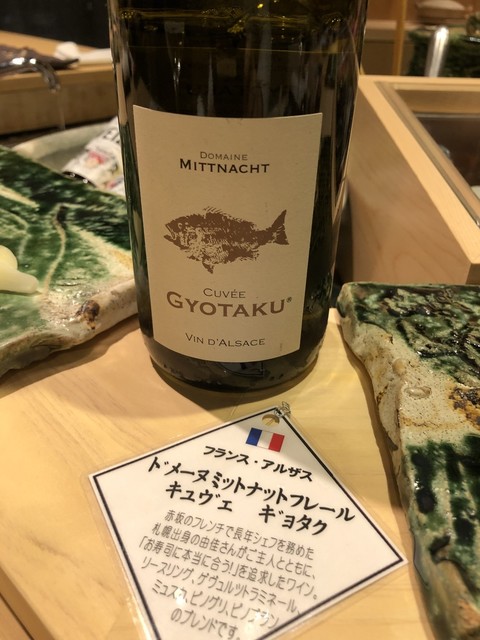 DOMAINE
MITTNACHT
CUVÉE
GYOTAKU®
VIN D'ALSACE
フランス・アルザス
ドメーヌミットナットフレール
キュヴェ ギョタク
赤坂のフレンチで長年シェフを務めた
札幌出身の由佳さんがご主人とともに、
「お寿司に本当に合う!」を追求したワイン。
リースリング、ゲヴュルツトラミネール、
ミュスカ、ピノグリ、ピノブラン
のブレンドです。